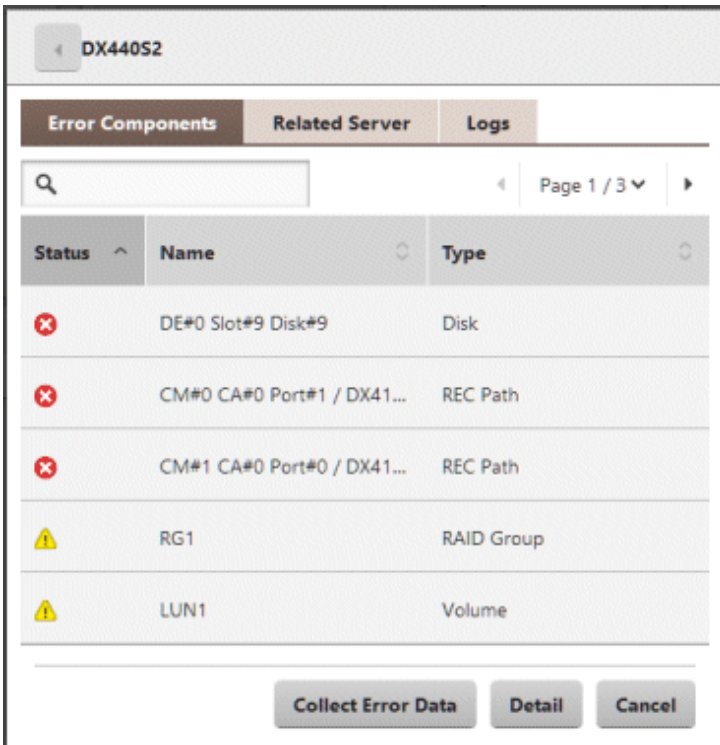 DX440S2
Error Components Related Server Logs
Page 1 / 3
Status Name Type
DE#0 Slot#9 Disk#9 Disk
CM#0 CA#0 Port#1 / DX41... REC Path
CM#1 CA#0 Port#0 / DX41... REC Path
RG1 RAID Group
LUN1 Volume
Collect Error Data Detail Cancel